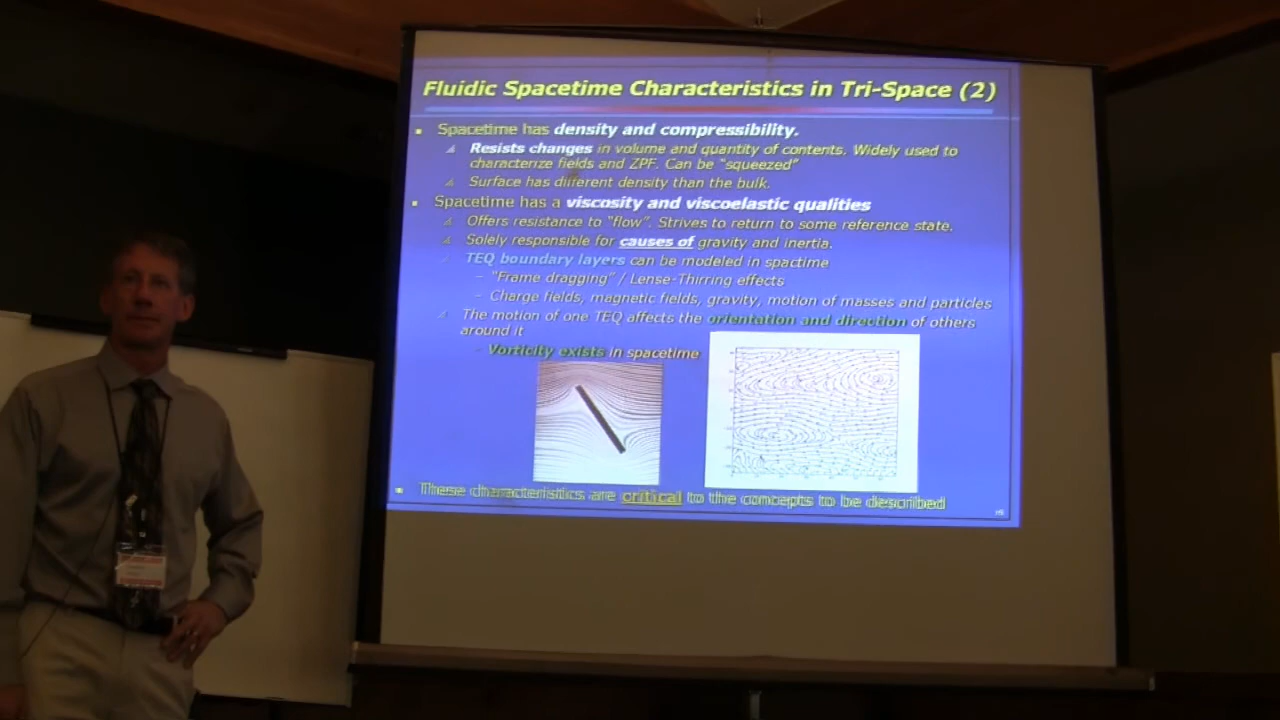 Fluidic Spacetime Characteristics in Tri-Space (2)
Spacetime has density and compressibility.
Resists changes in volume and quantity of contents. Widely used to
characterize fields and ZPF. Can be "squeezed"
Surface has different density than the bulk.
Spacetime has a viscosity and viscoelastic qualities
Offers resistance to "flow". Strives to return to some reference state.
Solely responsible for causes of gravity and inertia.
TEQ boundary layers can be modeled in spactime
– "Frame dragging" / Lense-Thirring effects
– Charge fields, magnetic fields, gravity, motion of masses and particles
The motion of one TEQ affects the orientation and direction of others
around it
– Vorticity exists in spacetime
These characteristics are critical to the concepts to be described